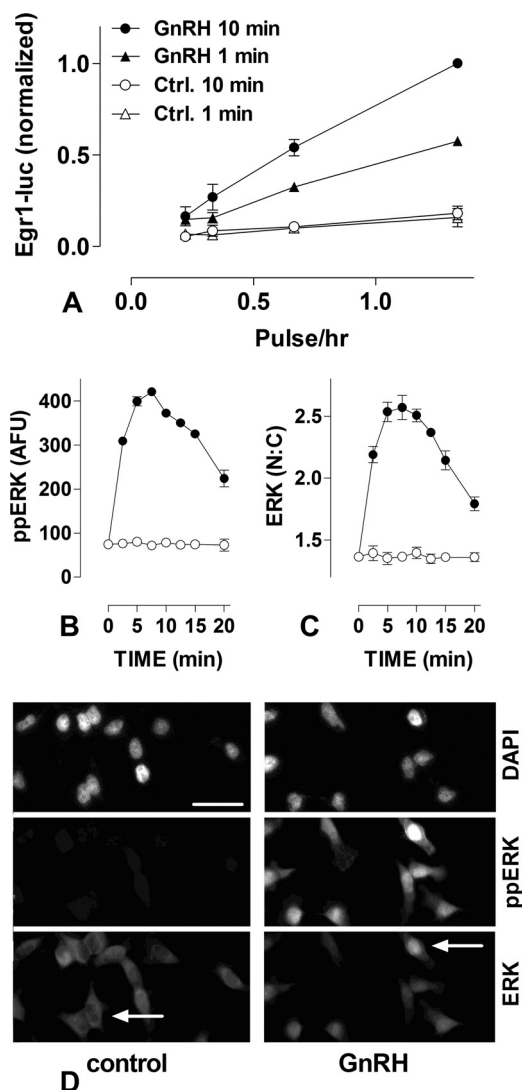 GnRH 10 min
GnRH 1 min
Ctrl. 10 min
Ctrl. 1 min
Egr1-luc (normalized)
1.0
0.5
0.0
0.0 0.5 1.0
A
Pulse/hr
ppERK (AFU)
400
300
200
100
0
0 5 10 15 20
B
TIME (min)
ERK (N:C)
2.5
2.0
1.5
0 5 10 15 20
C
TIME (min)
DAPI
ppERK
ERK
control
GnRH
D